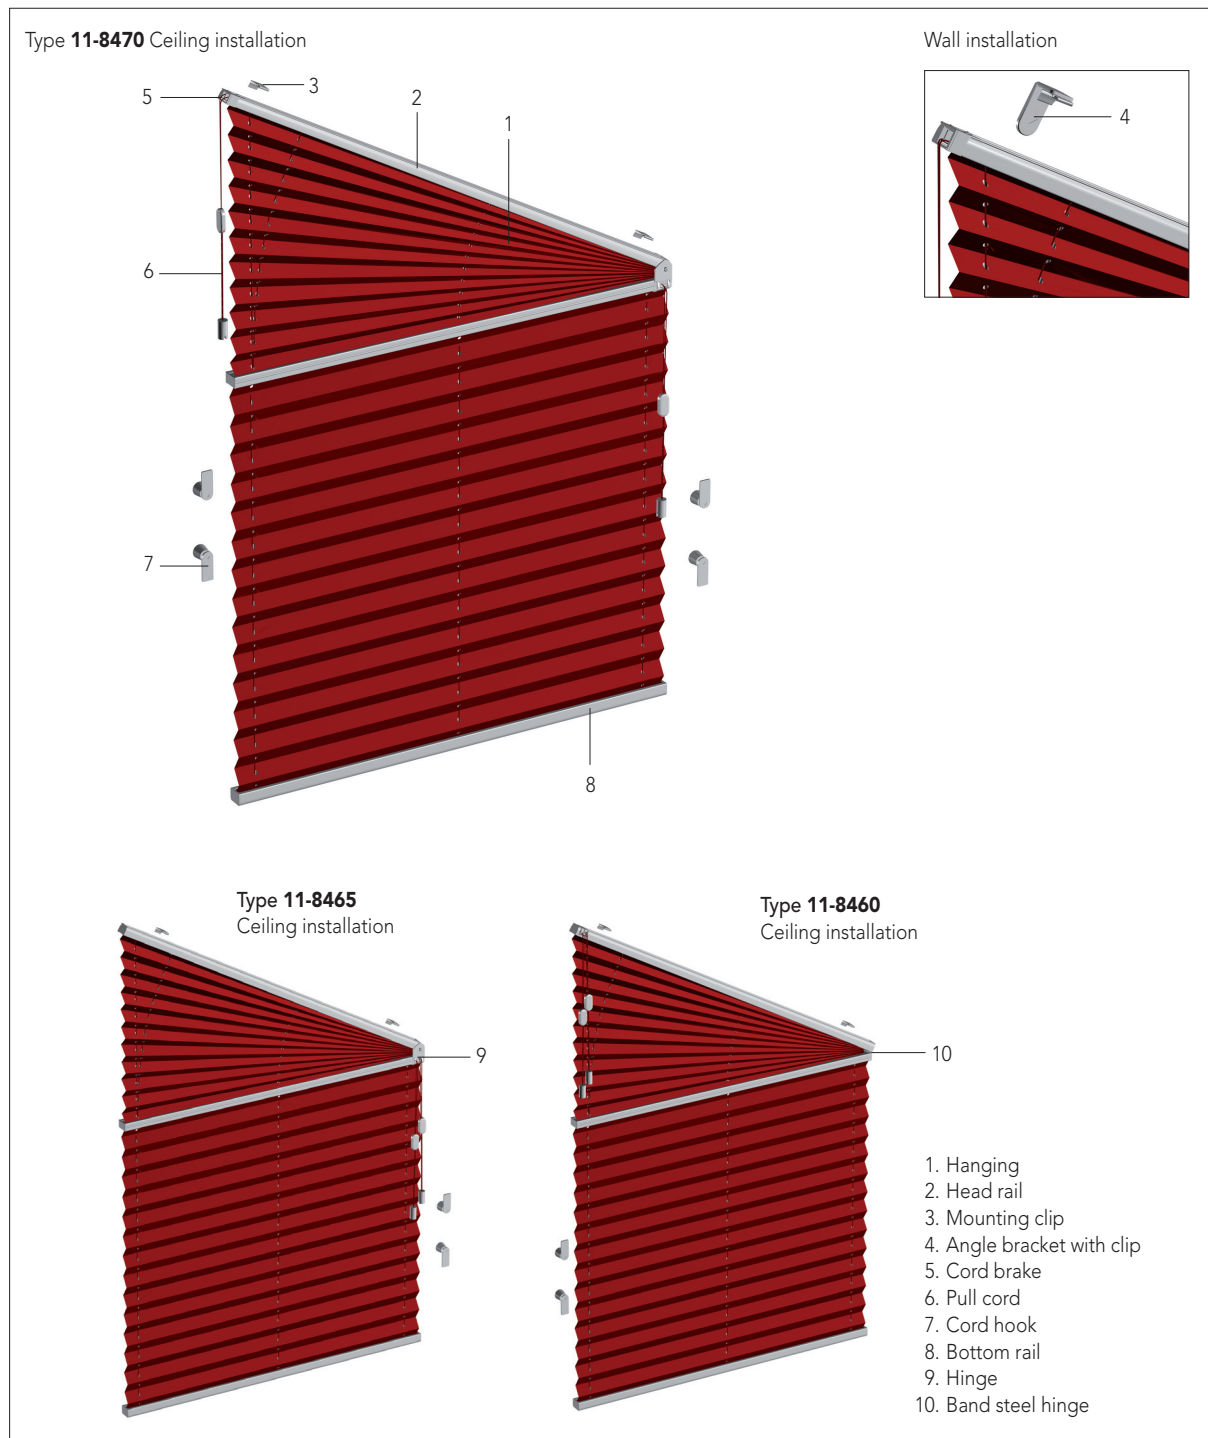 Type 11-8470 Ceiling installation
Wall installation
3
5
2
1
4
6
7
8
Type 11-8465
Ceiling installation
Type 11-8460
Ceiling installation
9
10
1. Hanging
2. Head rail
3. Mounting clip
4. Angle bracket with clip
5. Cord brake
6. Pull cord
7. Cord hook
8. Bottom rail
9. Hinge
10. Band steel hinge